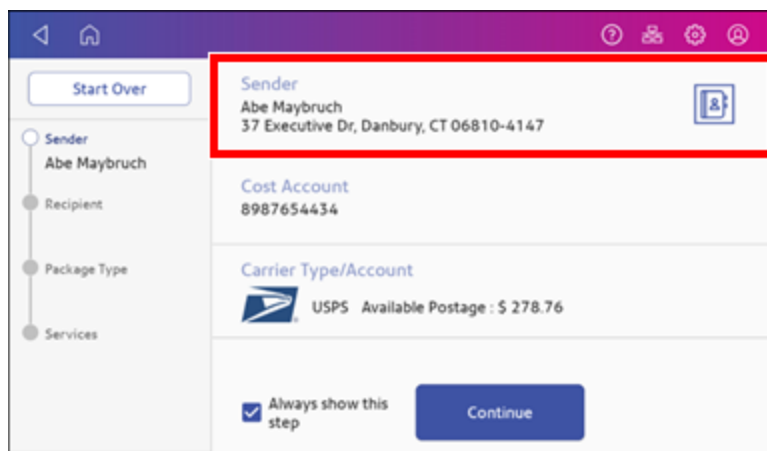 Start Over
Sender
Abe Maybruch
Recipient
Package Type
Services
Sender
Abe Maybruch
37 Executive Dr, Danbury, CT 06810-4147
Cost Account
8987654434
Carrier Type/Account
USPS Available Postage : $ 278.76
Always show this
step
Continue